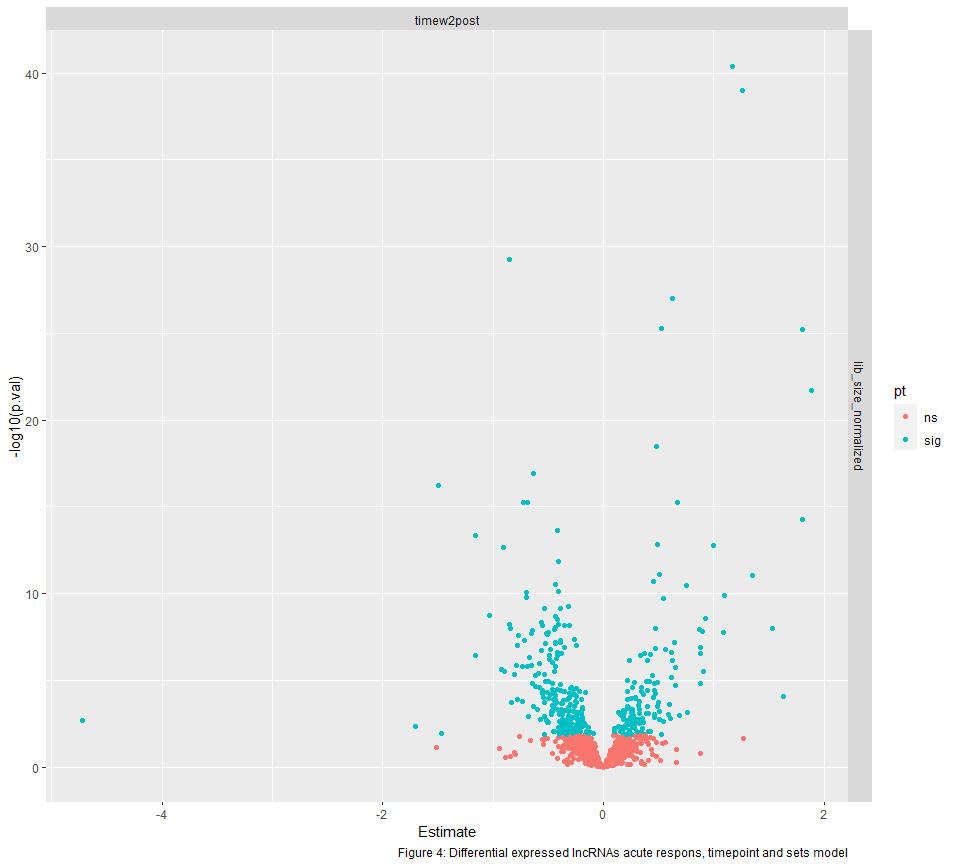 timew2post
40
30
20
10
0
-log10(p.val)
lib_size_normalized
pt
ns
sig
-4
-2
0
2
Estimate
Figure 4: Differential expressed lncRNAs acute respons, timepoint and sets model